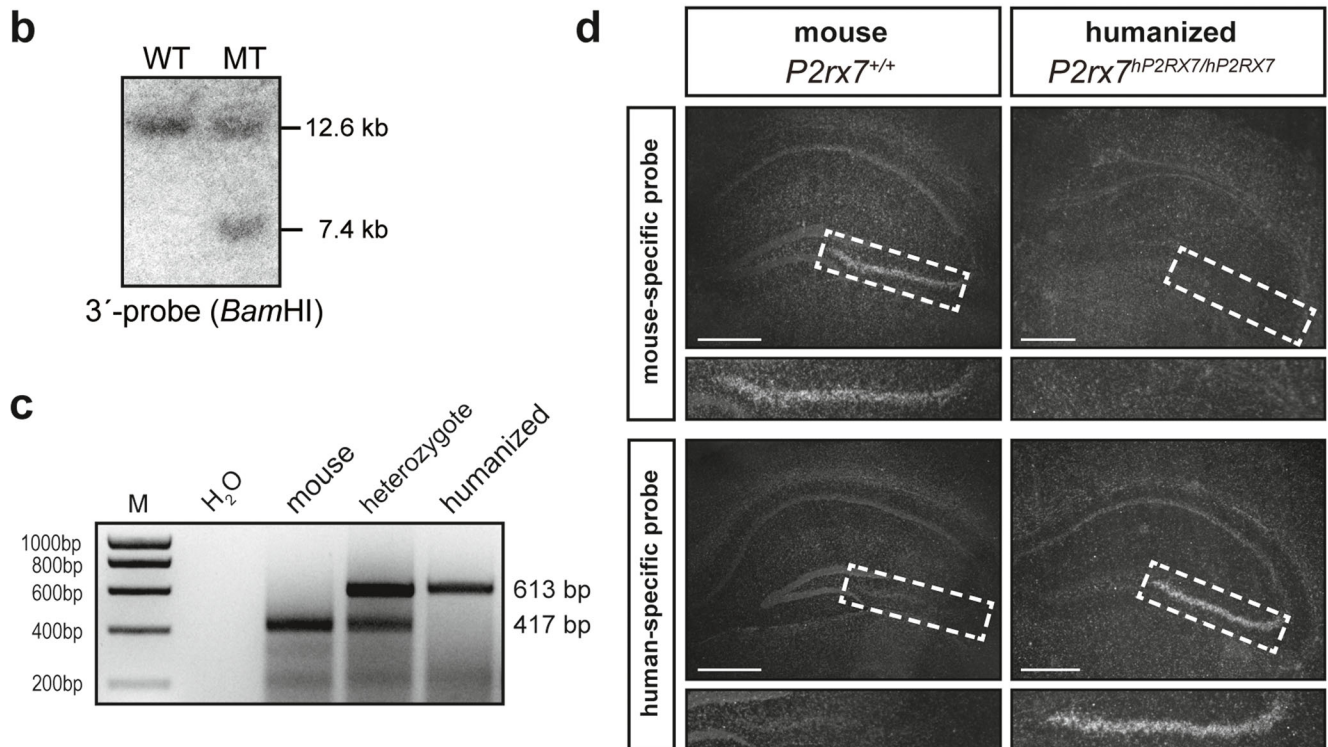 b
WT MT
12.6 kb
7.4 kb
3´-probe (BamHI)
c
M H₂O mouse heterozygote humanized
1000bp
800bp
600bp
400bp
200bp
613 bp
417 bp
d
mouse
P2rx7+/+
humanized
P2rx7hP2RX7/hP2RX7
mouse-specific probe
human-specific probe